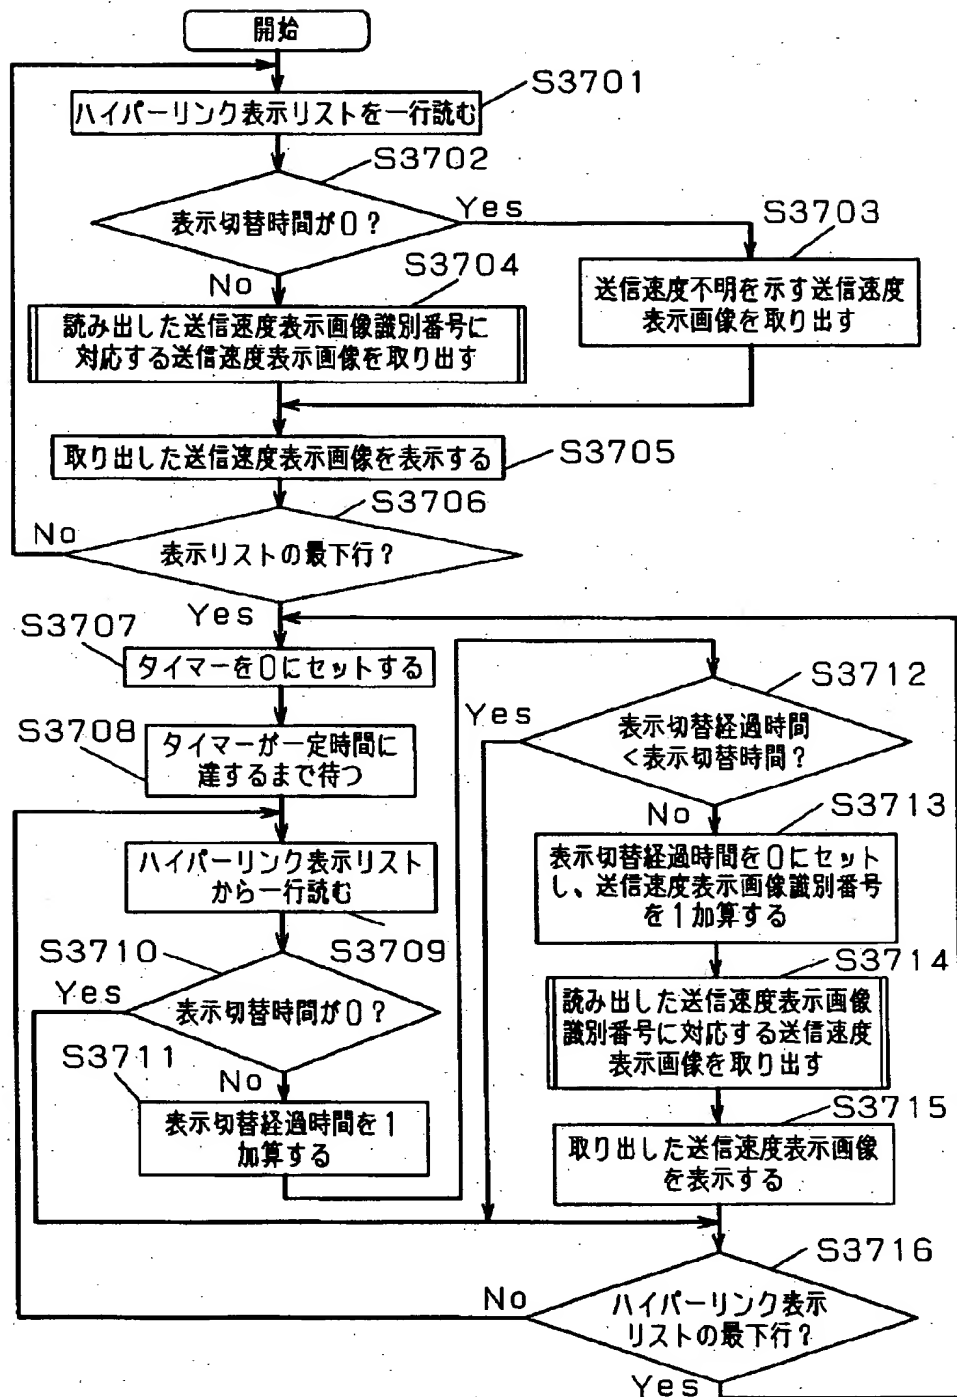 開始
S3701
ハイパーリンク表示リストを一行読む
S3702
表示切替時間が0?
Yes
S3703
送信速度不明を示す送信速度
表示画像を取り出す
No
S3704
読み出した送信速度表示画像識別番号に
対応する送信速度表示画像を取り出す
取り出した送信速度表示画像を表示する
S3705
S3706
No
表示リストの最下行?
Yes
S3707
タイマーを0にセットする
S3708
タイマーが一定時間に
達するまで待つ
ハイパーリンク表示リスト
から一行読む
S3709
S3710
Yes
表示切替時間が0?
S3711
No
表示切替経過時間を1
加算する
S3712
Yes
表示切替経過時間
<表示切替時間?
No
S3713
表示切替経過時間を0にセット
し、送信速度表示画像識別番号
を1加算する
S3714
読み出した送信速度表示画像
識別番号に対応する送信速度
表示画像を取り出す
S3715
取り出した送信速度表示画像
を表示する
S3716
No
ハイパーリンク表示
リストの最下行?
Yes